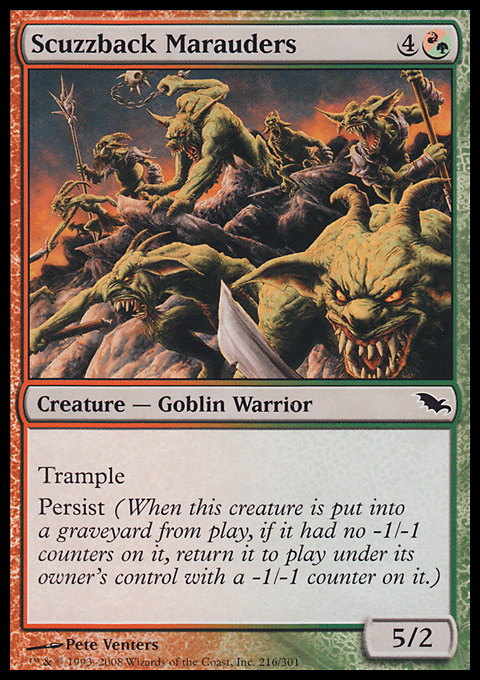 Scuzzback Marauders 4
Creature — Goblin Warrior
Trample
Persist (When this creature is put into
a graveyard from play, if it had no -1/-1
counters on it, return it to play under its
owner's control with a -1/-1 counter on it.)
Pete Venters
5/2
™ & © 1993–2008 Wizards of the Coast, Inc. 216/301